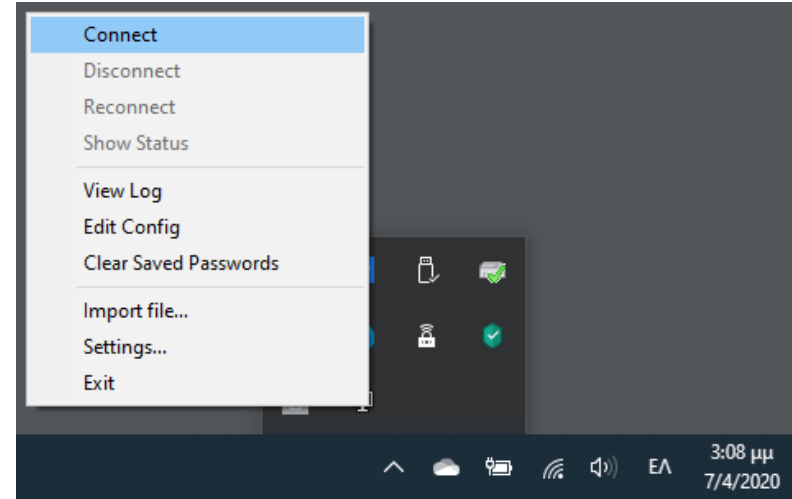 Connect
Disconnect
Reconnect
Show Status
View Log
Edit Config
Clear Saved Passwords
Import file...
Settings...
Exit
ΕΛ
3:08 μμ
7/4/2020